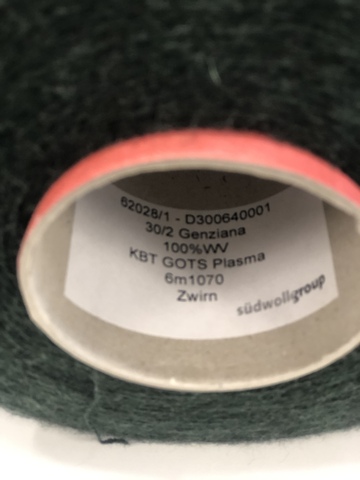 62028/1 - D300640001
30/2 Genziana
100%WV
KBT GOTS Plasma
6m1070
Zwirn
südwollgroup